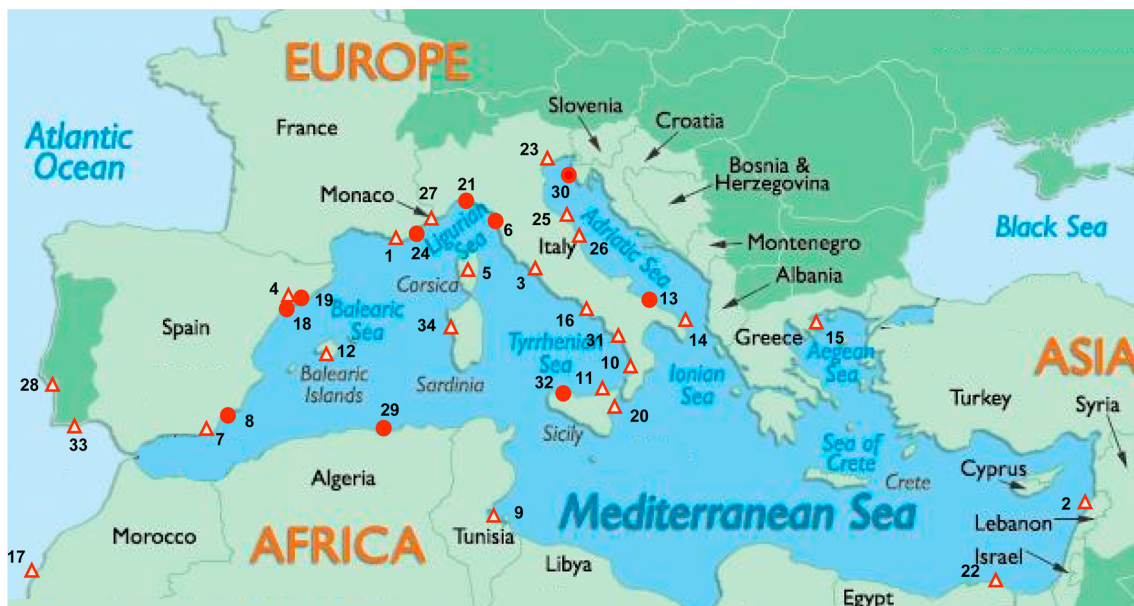 EUROPE
Atlantic
Ocean
France
Slovenia
Croatia
Bosnia &
Herzegovina
Black Sea
Montenegro
Albania
Monaco
27
21
23
30
25
26
Adriatic Sea
Ligurian
Sea
6
1
24
Italy
5
3
Corsica
4
19
18
Balearic
Sea
Spain
13
16
14
34
31
Tyrrhenian
Sea
Greece
15
Aegean
Sea
ASIA
12
Balearic
Islands
Sardinia
10
11
32
Ionian
Sea
28
33
7
8
29
20
Sicily
Turkey
Syria
Sea of
Crete
Crete
Cyprus
Algeria
Morocco
AFRICA
9
Tunisia
Mediterranean Sea
2
Lebanon
Israel
17
Libya
22
Egypt